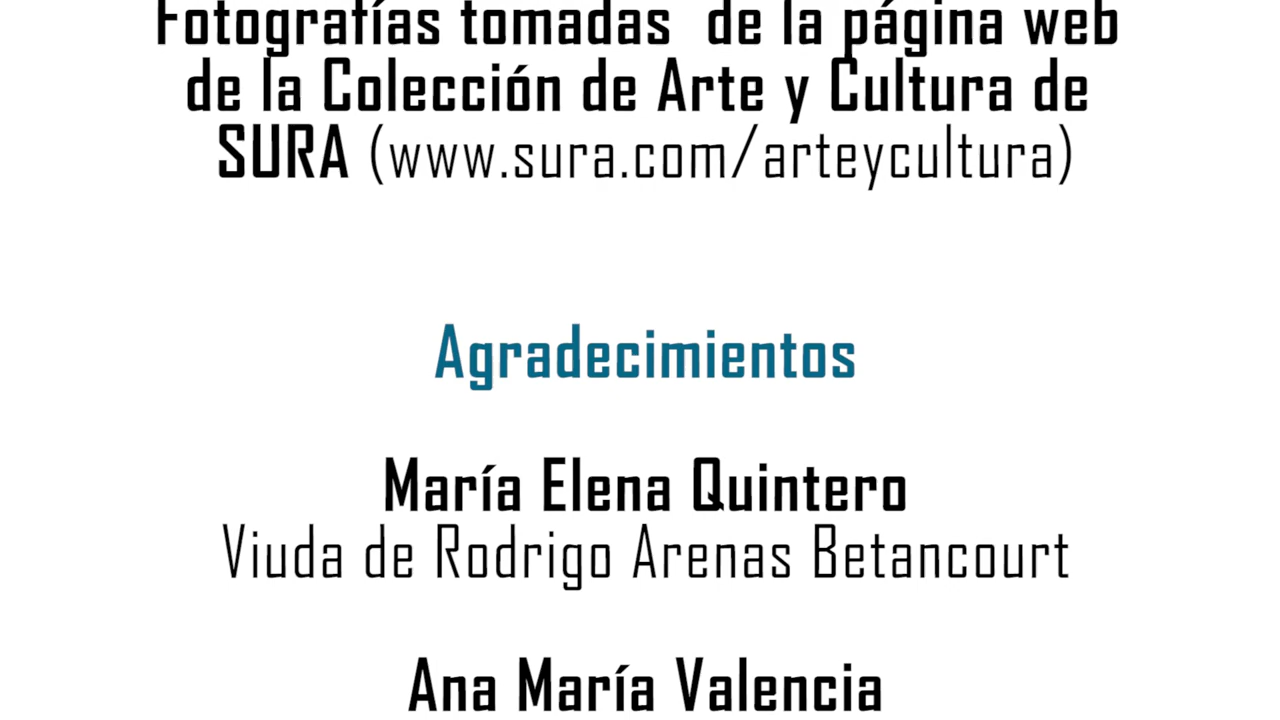 Fotografías tomadas de la página web
de la Colección de Arte y Cultura de
SURA (www.sura.com/arteycultura)
Agradecimientos
María Elena Quintero
Viuda de Rodrigo Arenas Betancourt
Ana María Valencia